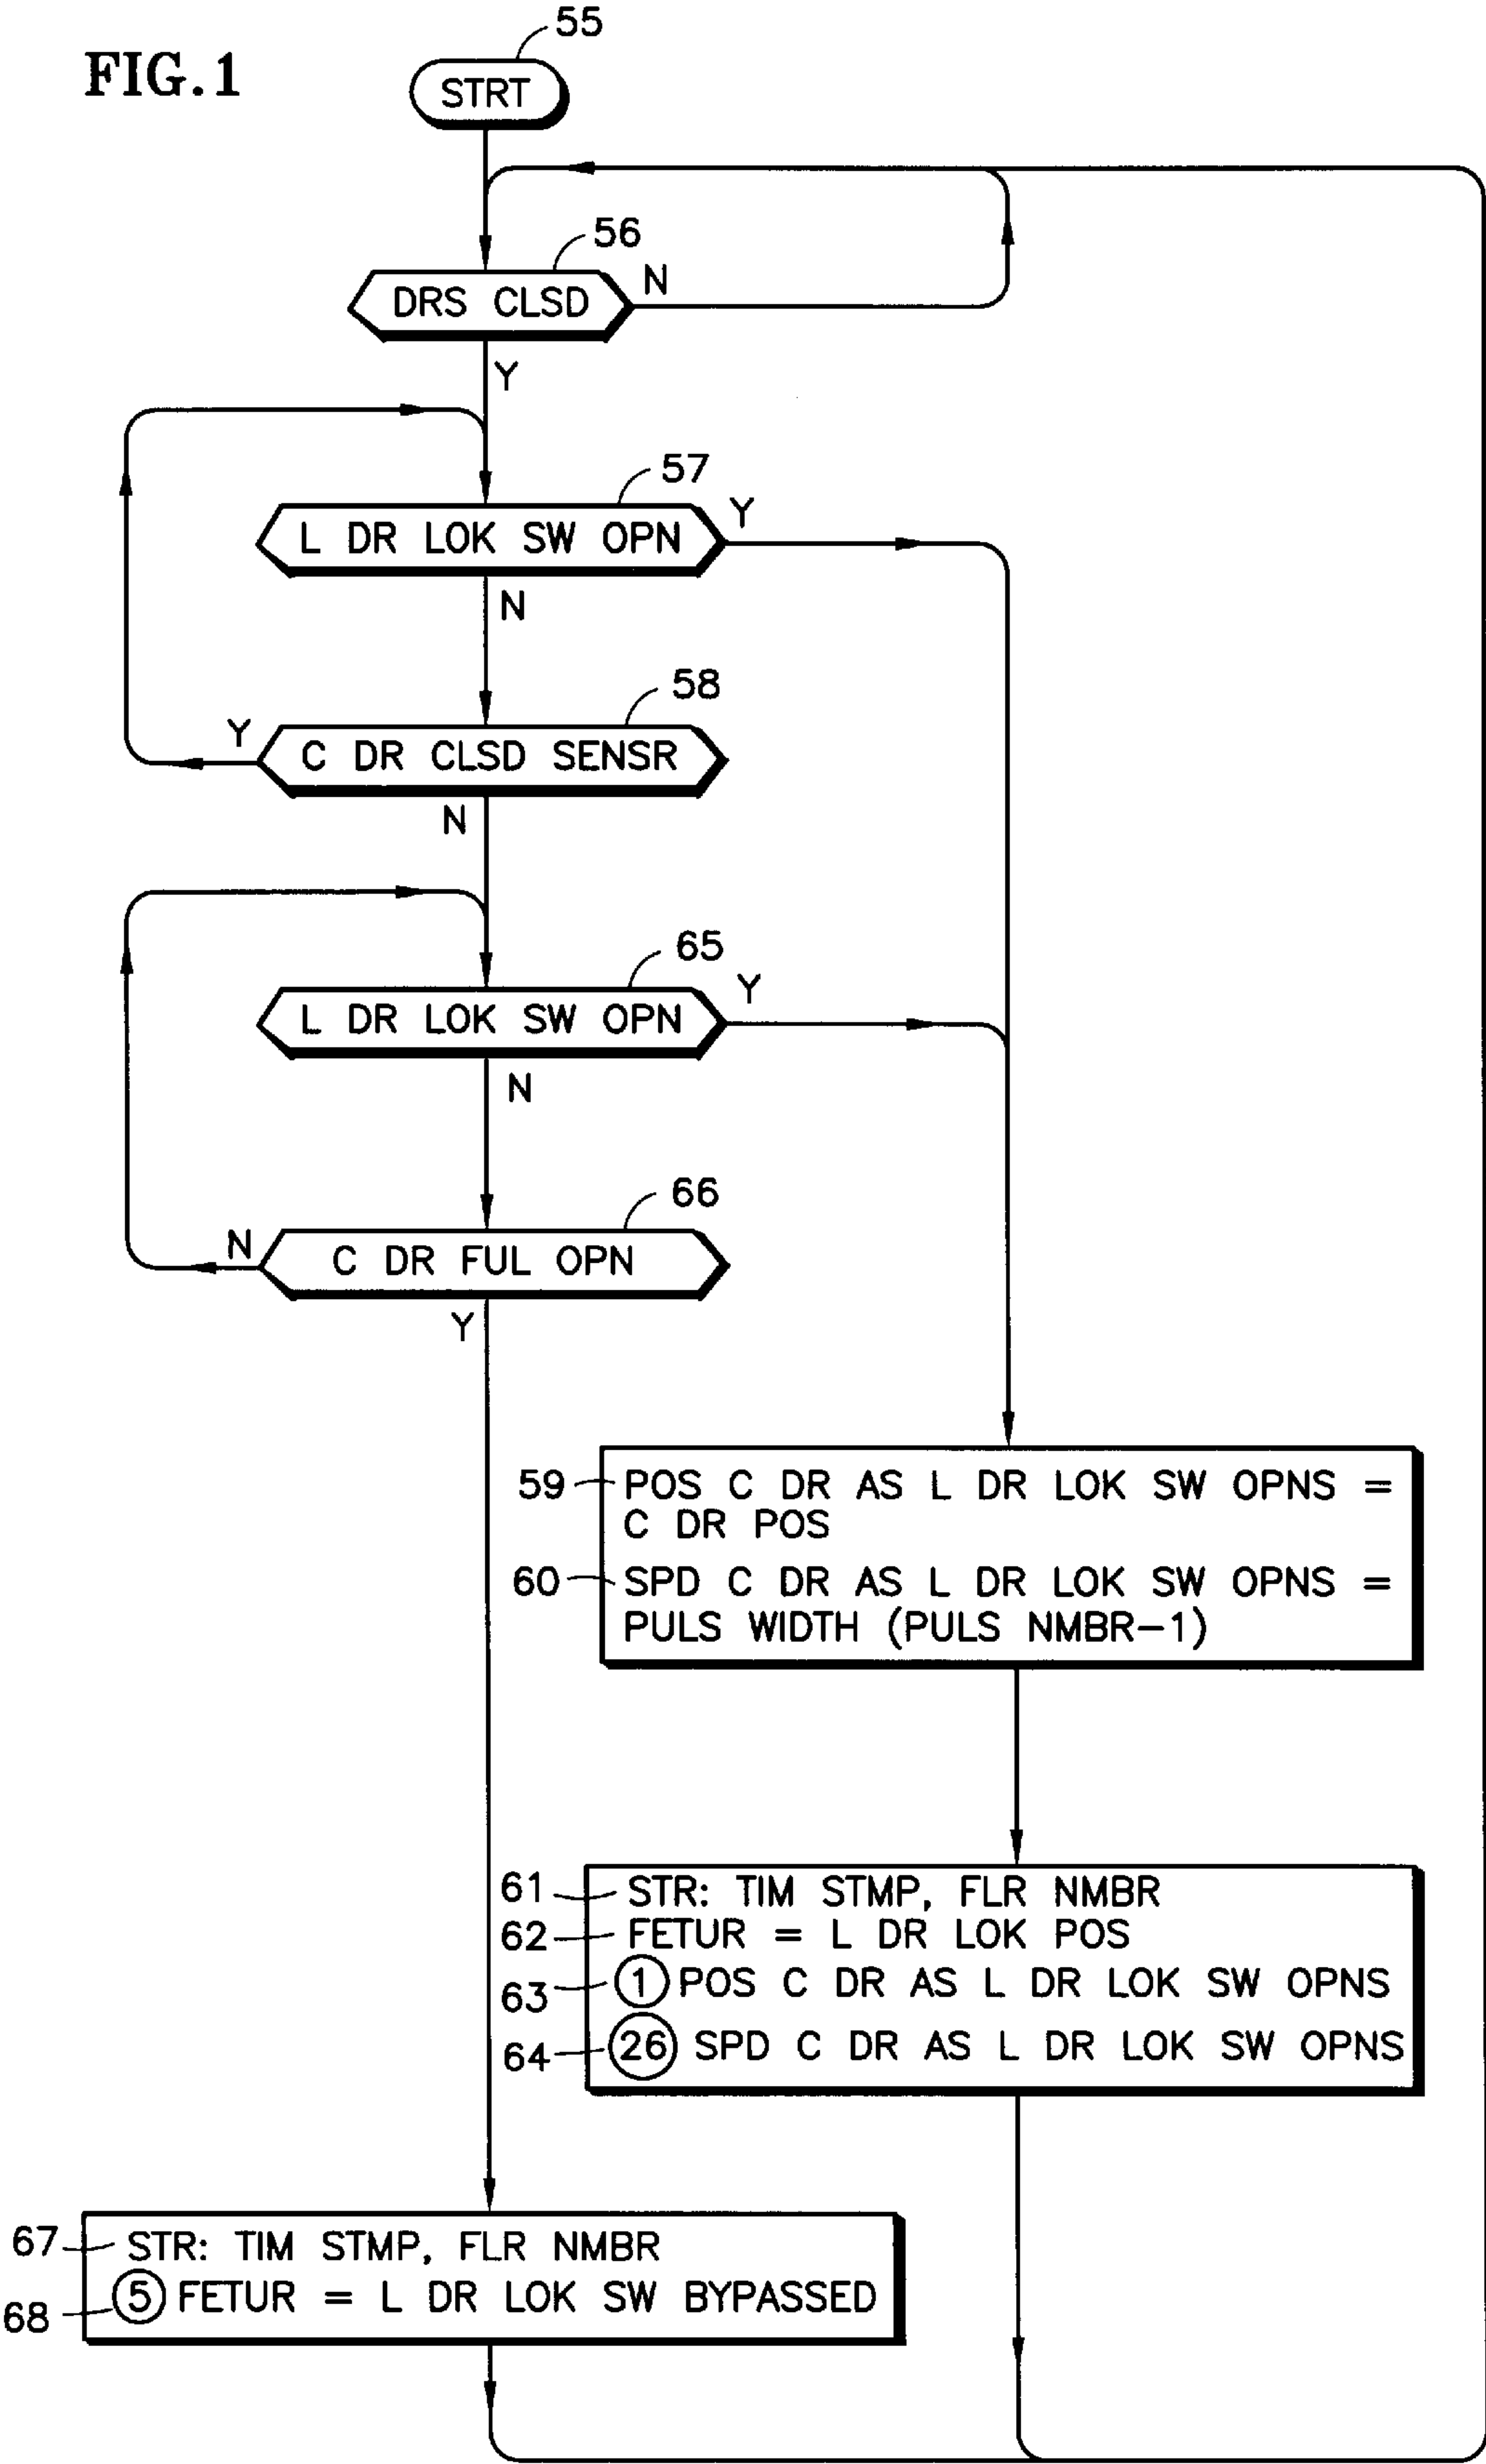 FIG.1
55
STRT
56
DRS CLSD
N
Y
57
L DR LOK SW OPN
Y
N
58
C DR CLSD SENSR
Y
N
65
L DR LOK SW OPN
Y
N
66
C DR FUL OPN
N
Y
59
POS C DR AS L DR LOK SW OPNS =
C DR POS
60
SPD C DR AS L DR LOK SW OPNS =
PULS WIDTH (PULS NMBR-1)
61
STR: TIM STMP, FLR NMBR
62
FETUR = L DR LOK POS
63
1 POS C DR AS L DR LOK SW OPNS
64
26 SPD C DR AS L DR LOK SW OPNS
67
STR: TIM STMP, FLR NMBR
68
5 FETUR = L DR LOK SW BYPASSED